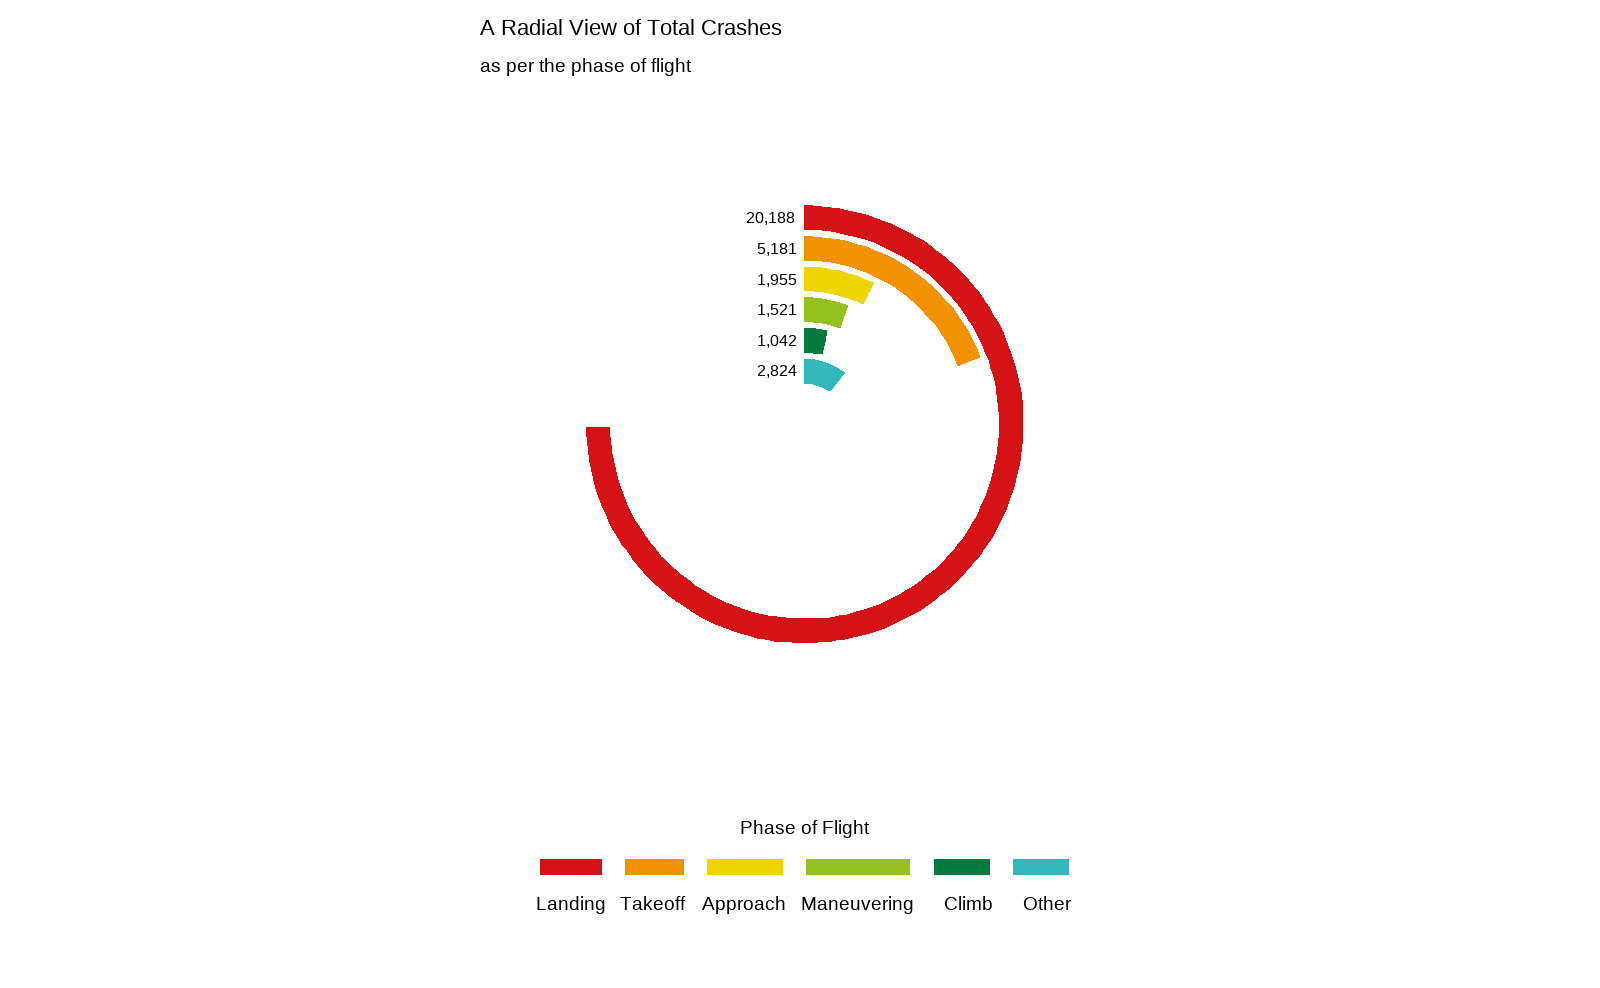 A Radial View of Total Crashes
as per the phase of flight
20,188
5,181
1,955
1,521
1,042
2,824
Phase of Flight
Landing Takeoff Approach Maneuvering Climb Other